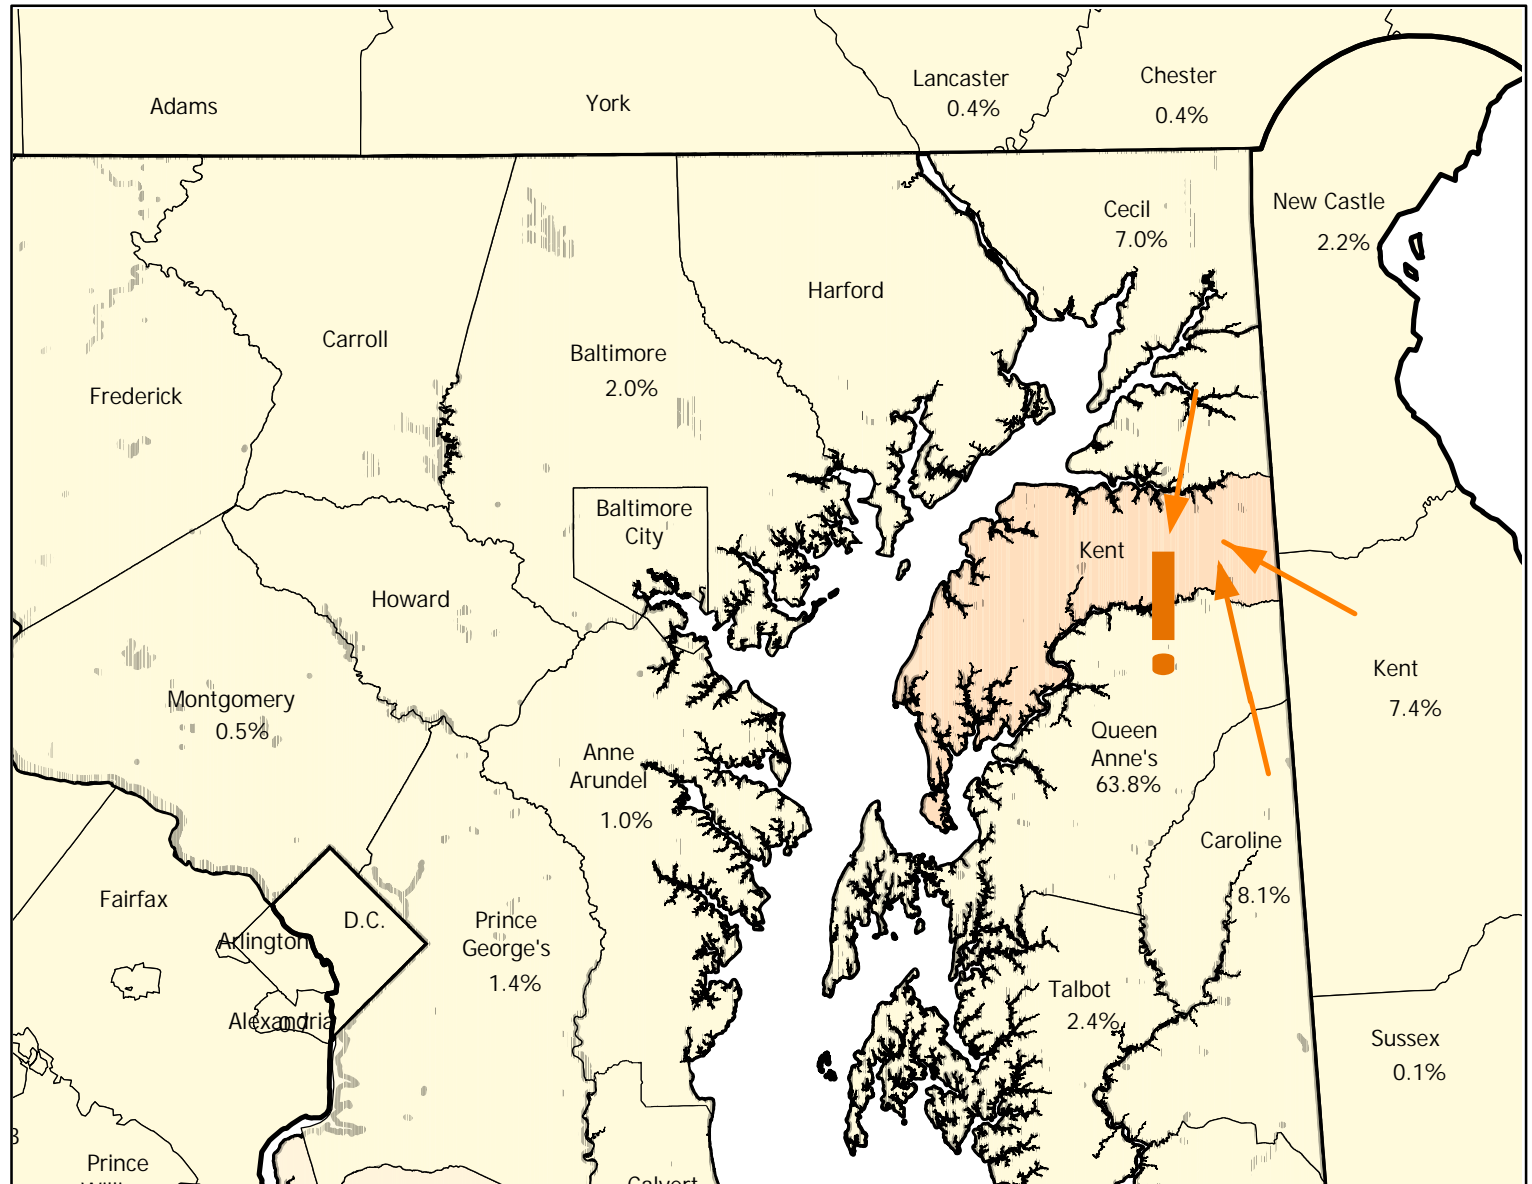 Adams
York
Lancaster
0.4%
Chester
0.4%
Cecil
7.0%
New Castle
2.2%
Harford
Carroll
Baltimore
2.0%
Frederick
Baltimore
City
Kent
!
Howard
Kent
7.4%
Montgomery
0.5%
Queen
Anne's
63.8%
Anne
Arundel
1.0%
Caroline
8.1%
Fairfax
D.C.
Arlington
Prince
George's
1.4%
Talbot
2.4%
Alexandria
Sussex
0.1%
Prince
Calvert